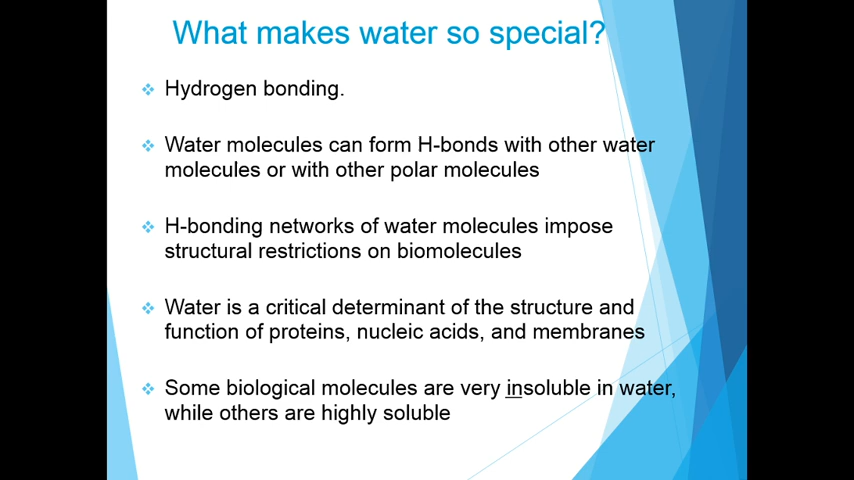 What makes water so special?
Hydrogen bonding.
Water molecules can form H-bonds with other water
molecules or with other polar molecules
H-bonding networks of water molecules impose
structural restrictions on biomolecules
Water is a critical determinant of the structure and
function of proteins, nucleic acids, and membranes
Some biological molecules are very insoluble in water,
while others are highly soluble